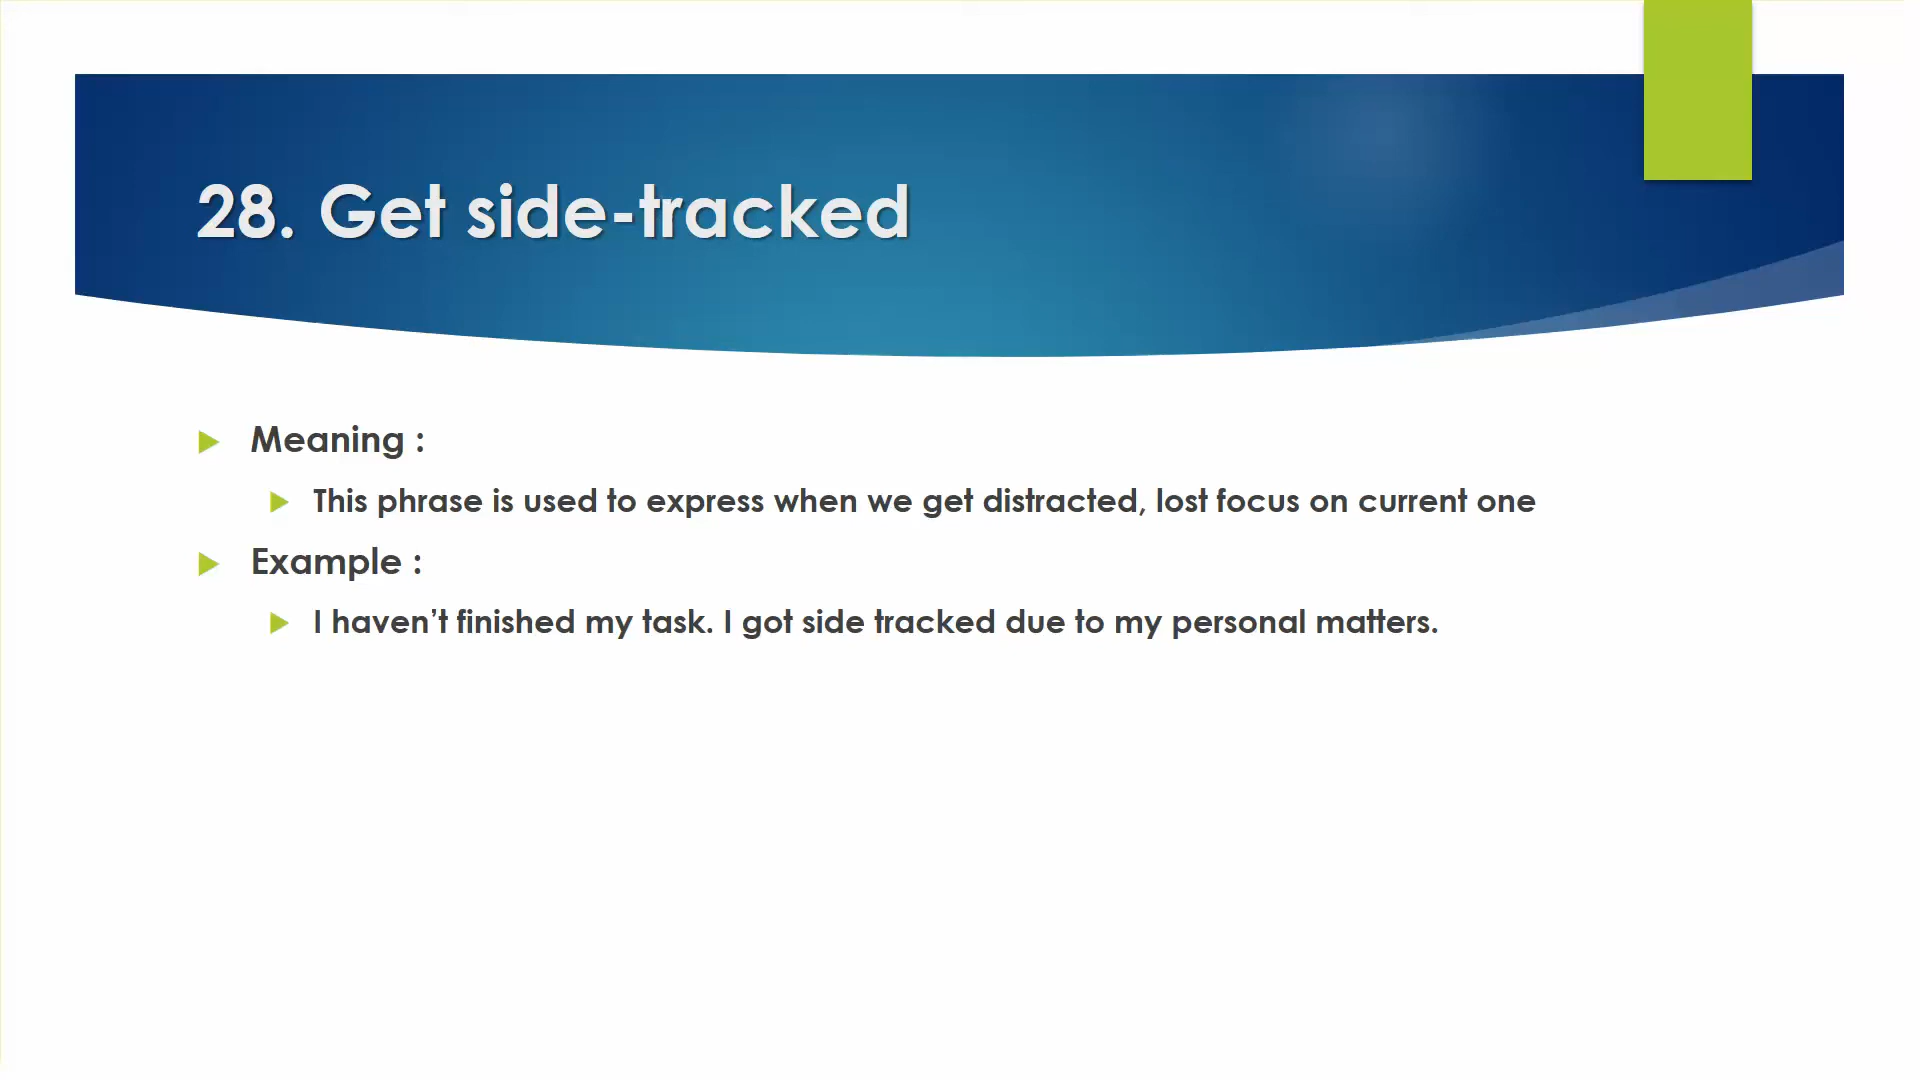 28. Get side-tracked
Meaning :
This phrase is used to express when we get distracted, lost focus on current one
Example :
I haven’t finished my task. I got side tracked due to my personal matters.